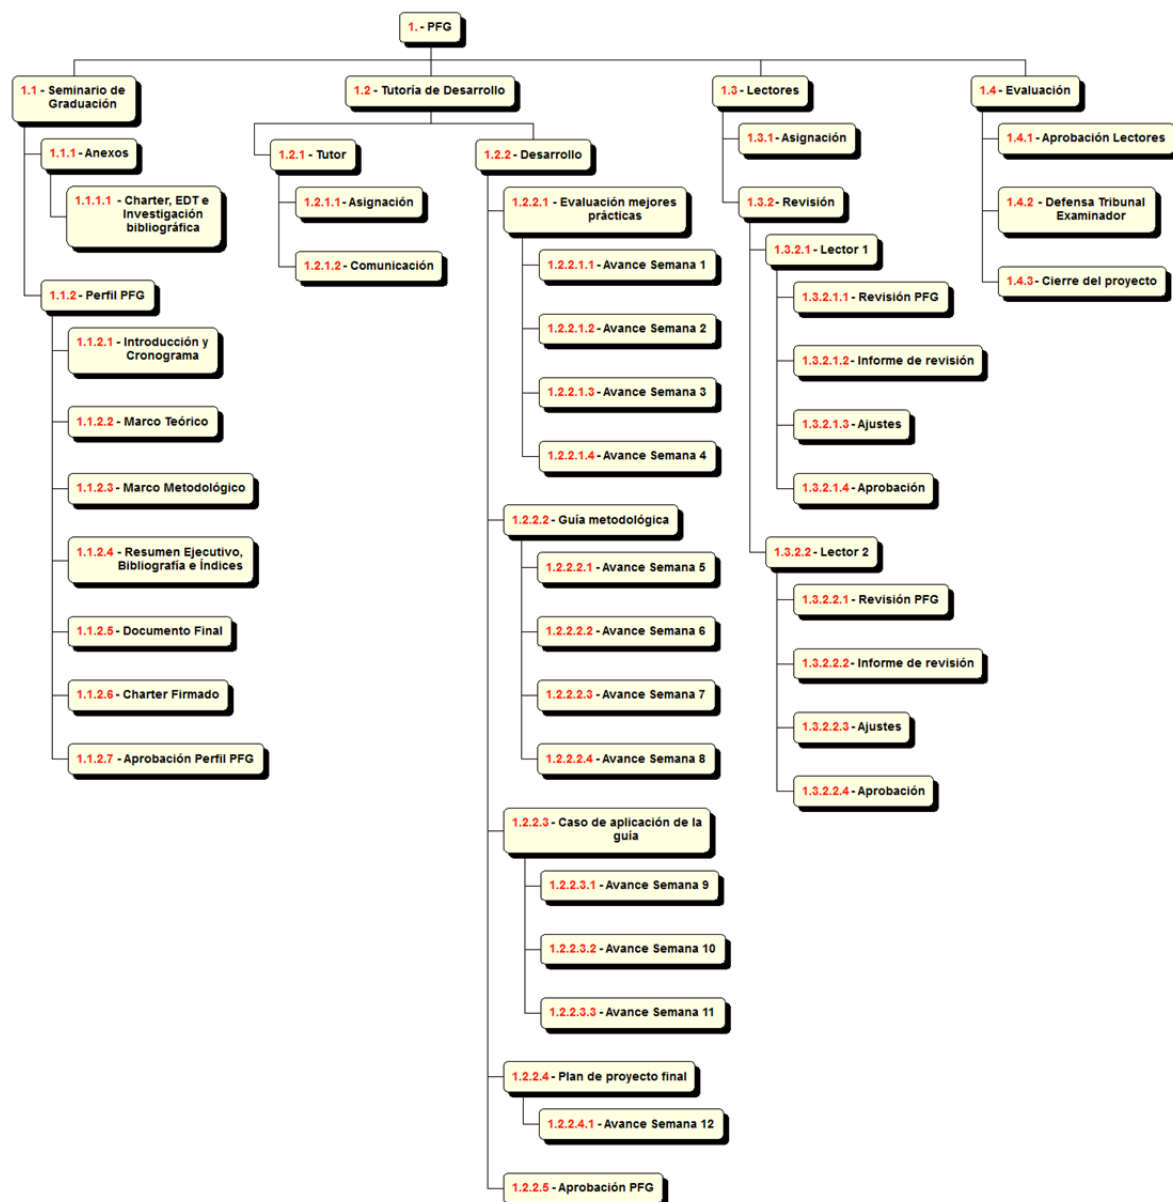 1. - PFG
1.1 - Seminario de
Graduación
1.1.1 - Anexos
1.1.1.1 - Charter, EDT e
Investigación
bibliográfica
1.1.2 - Perfil PFG
1.1.2.1 - Introducción y
Cronograma
1.1.2.2 - Marco Teórico
1.1.2.3 - Marco Metodológico
1.1.2.4 - Resumen Ejecutivo,
Bibliografía e Índices
1.1.2.5 - Documento Final
1.1.2.6 - Charter Firmado
1.1.2.7 - Aprobación Perfil PFG
1.2 - Tutoría de Desarrollo
1.2.1 - Tutor
1.2.1.1 - Asignación
1.2.1.2 - Comunicación
1.2.2 - Desarrollo
1.2.2.1 - Evaluación mejores
prácticas
1.2.2.1.1 - Avance Semana 1
1.2.2.1.2 - Avance Semana 2
1.2.2.1.3 - Avance Semana 3
1.2.2.1.4 - Avance Semana 4
1.2.2.2 - Guía metodológica
1.2.2.2.1 - Avance Semana 5
1.2.2.2.2 - Avance Semana 6
1.2.2.2.3 - Avance Semana 7
1.2.2.2.4 - Avance Semana 8
1.2.2.3 - Caso de aplicación de la
guía
1.2.2.3.1 - Avance Semana 9
1.2.2.3.2 - Avance Semana 10
1.2.2.3.3 - Avance Semana 11
1.2.2.4 - Plan de proyecto final
1.2.2.4.1 - Avance Semana 12
1.2.2.5 - Aprobación PFG
1.3 - Lectores
1.3.1 - Asignación
1.3.2 - Revisión
1.3.2.1 - Lector 1
1.3.2.1.1 - Revisión PFG
1.3.2.1.2 - Informe de revisión
1.3.2.1.3 - Ajustes
1.3.2.1.4 - Aprobación
1.3.2.2 - Lector 2
1.3.2.2.1 - Revisión PFG
1.3.2.2.2 - Informe de revisión
1.3.2.2.3 - Ajustes
1.3.2.2.4 - Aprobación
1.4 - Evaluación
1.4.1 - Aprobación Lectores
1.4.2 - Defensa Tribunal
Examinador
1.4.3 - Cierre del proyecto